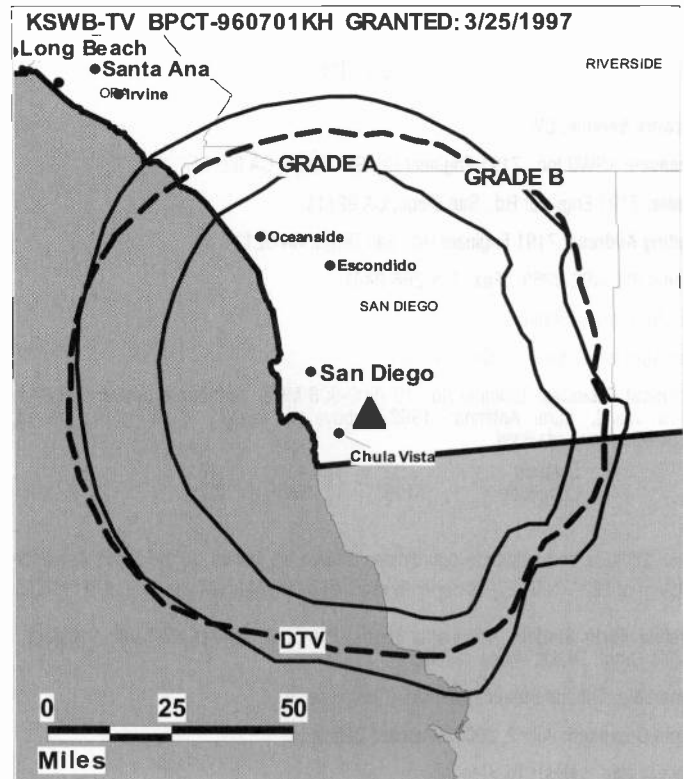 KSWB-TV BPCT-960701KH GRANTED: 3/25/1997
Long Beach
Santa Ana
RIVERSIDE
Irvine
GRADE A
GRADE B
Oceanside
Escondido
SAN DIEGO
San Diego
Chula Vista
DTV
0 25 50
Miles